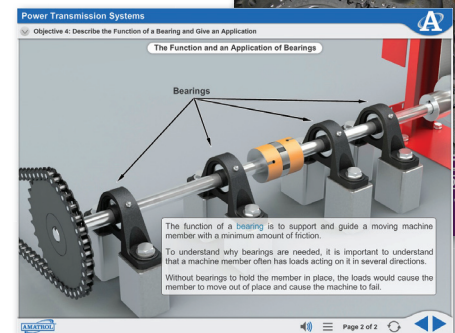 Power Transmission Systems
Objective 4: Describe the Function of a Bearing and Give an Application
The Function and an Application of Bearings
Bearings
The function of a bearing is to support and guide a moving machine
member with a minimum amount of friction.
To understand why bearings are needed, it is important to understand
that a machine member often has loads acting on it in several directions.
Without bearings to hold the member in place, the loads would cause the
member to move out of place and cause the machine to fail.
AMATROL
Page 2 of 2